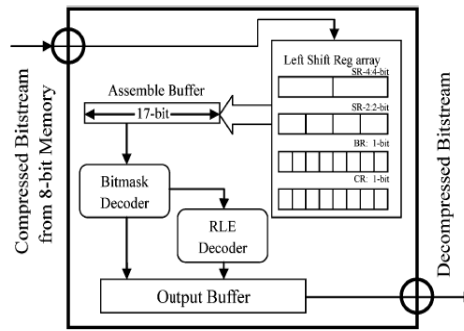 Compressed Bitstream
from 8-bit Memory
Left Shift Reg array
SR-4:4-bit
Assemble Buffer
17-bit
SR-2:2-bit
BR: 1-bit
CR: 1-bit
Bitmask
Decoder
RLE
Decoder
Output Buffer
Decompressed Bitstream